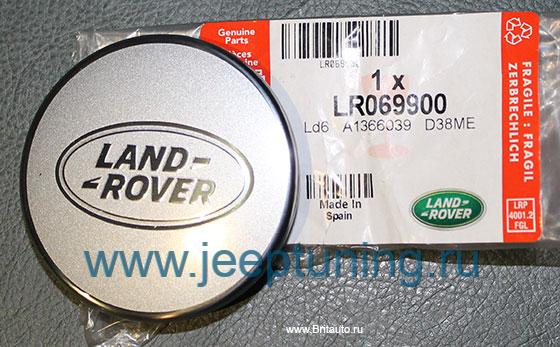 Genuine
Parts
Pièces
LR069900
1 x
LR069900
Ld6 A1366039 D38ME
Made In
Spain
LAND-
-ROVER
LRP
4001.2
FGL
FRAGILE : FRAGIL
ZERBRECHLICH
LAND-
-ROVER
www.jeeptuning.ru
www.Britauto.ru